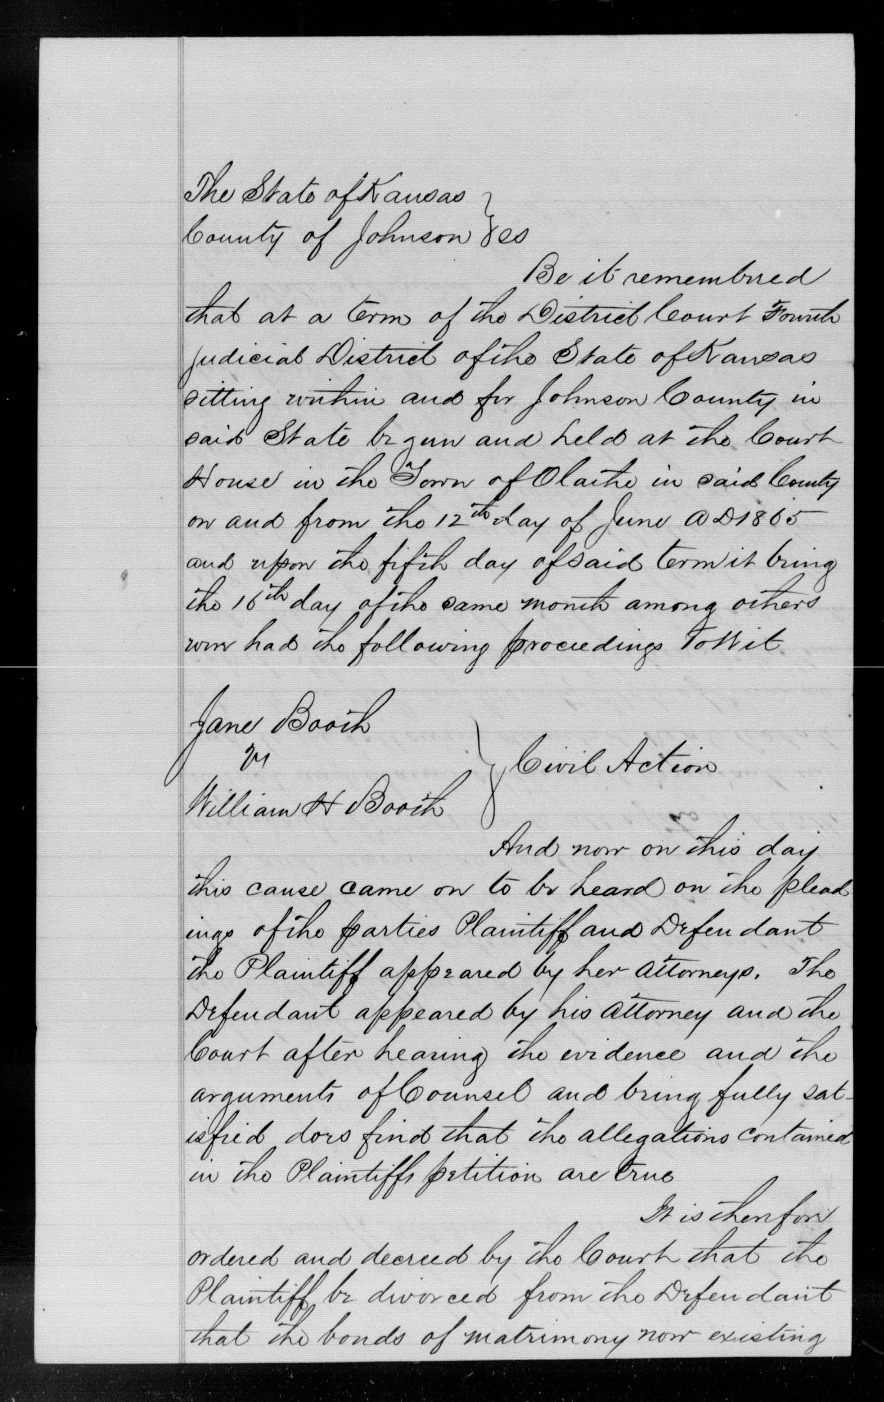 The State of Kansas
County of Johnson } ss
Be it remembered
that at a term of the District Court Fourth
Judicial District of the State of Kansas
sitting within and for Johnson County in
said State begun and held at the Court
House in the Town of Olathe in said County
on and from the 12th day of June AD 1865
and upon the fifth day of said term it being
the 16th day of the same month among others
were had the following proceedings To Wit
Jane Booth
vs
} Civil Action
William H Booth
And now on this day
this cause came on to be heard on the plead
ings of the parties Plaintiff and Defendant
the Plaintiff appeared by her attorneys. The
Defendant appeared by his attorney and the
Court after hearing the evidence and the
arguments of Counsel and being fully sat-
isfied does find that the allegations contained
in the Plaintiffs petition are true
It is therefore
ordered and decreed by the Court that the
Plaintiff be divorced from the Defendant
that the bonds of matrimony now existing